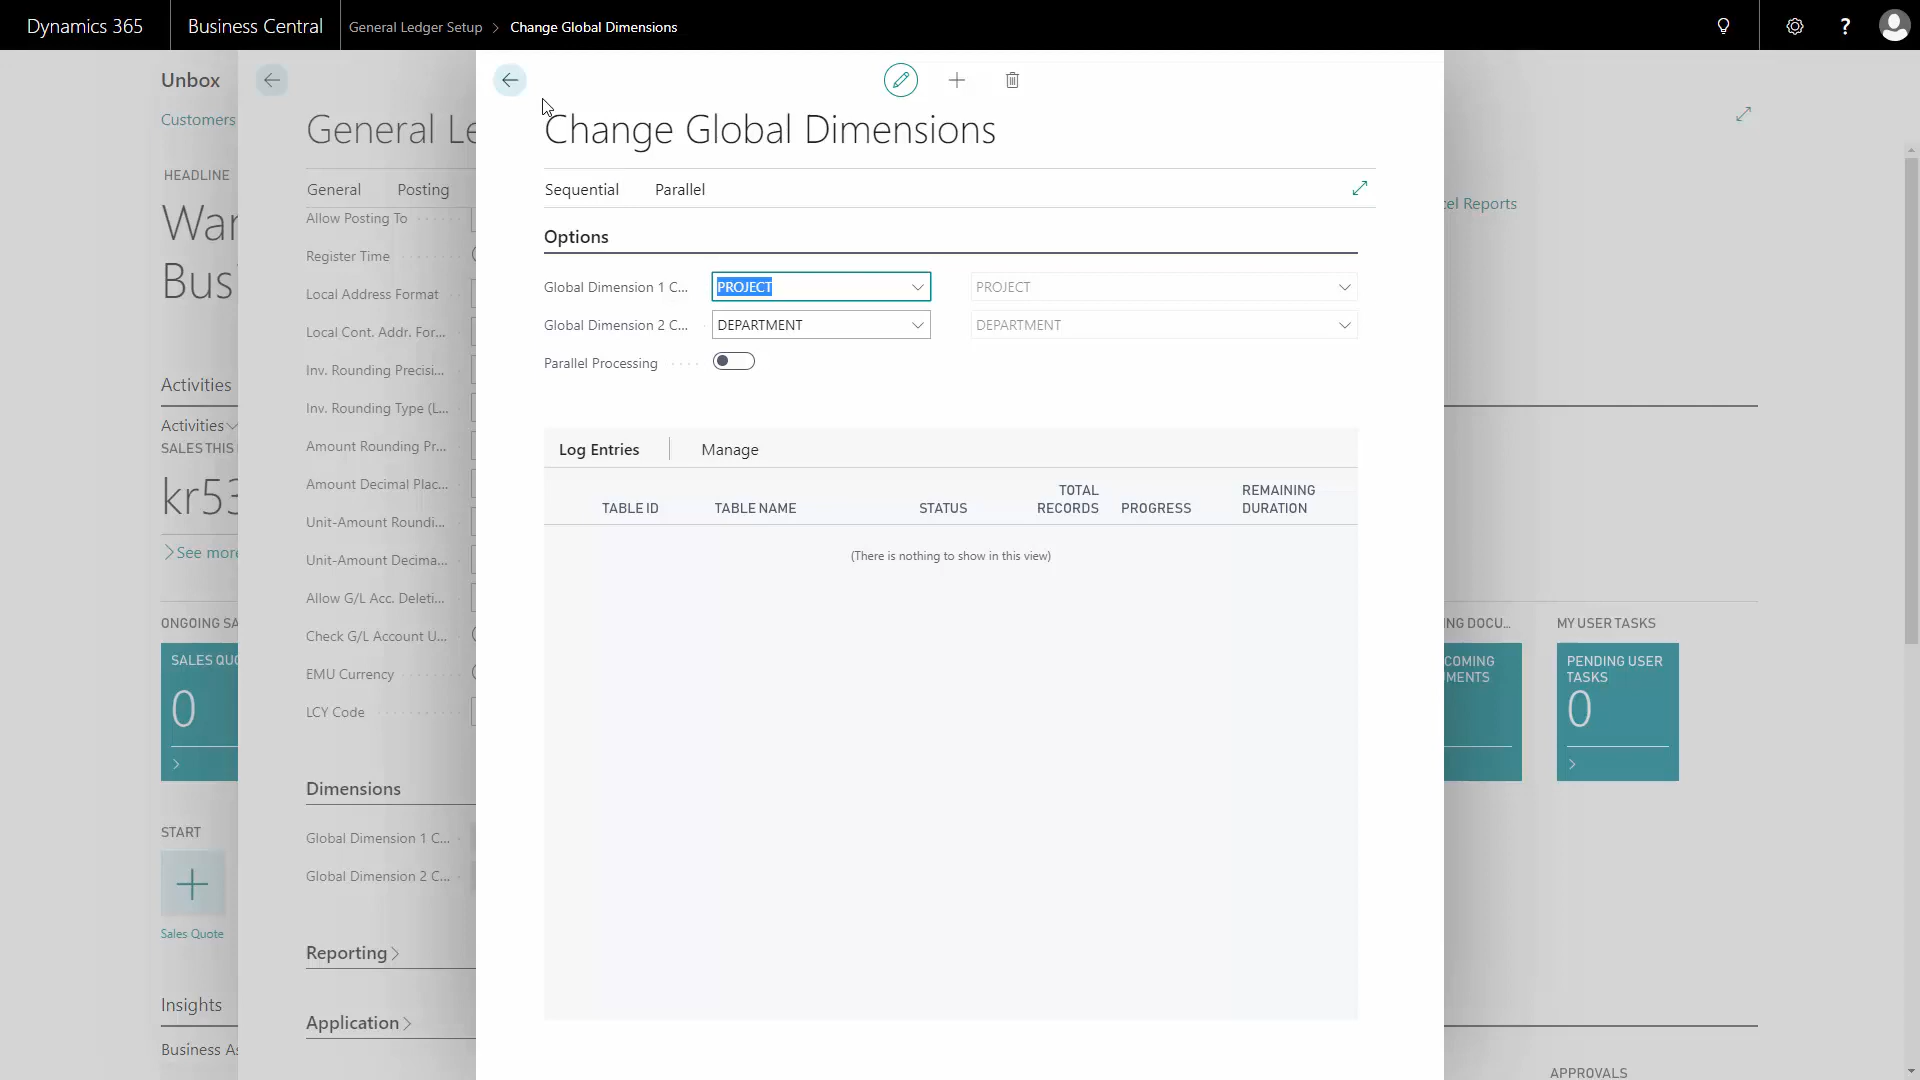 Dynamics 365
Business Central
General Ledger Setup > Change Global Dimensions
?
Unbox
Customers
HEADLINE
War
Bus
Activities
Activities
SALES THIS
kr53
See more
ONGOING SA
SALES QUO
0
START
Sales Quote
Insights
Business As
General Le
General Posting
Allow Posting To
Register Time
Local Address Format
Local Cont. Addr. For...
Inv. Rounding Precisi...
Inv. Rounding Type (L...
Amount Rounding Pr...
Amount Decimal Plac...
Unit-Amount Roundi...
Unit-Amount Decima...
Allow G/L Acc. Deleti...
Check G/L Account U...
EMU Currency
LCY Code
Dimensions
Global Dimension 1 C...
Global Dimension 2 C...
Reporting
Application
Change Global Dimensions
Sequential Parallel
Options
Global Dimension 1 C... PROJECT PROJECT
Global Dimension 2 C... DEPARTMENT DEPARTMENT
Parallel Processing
Log Entries Manage
TABLE ID TABLE NAME STATUS TOTAL RECORDS PROGRESS REMAINING DURATION
(There is nothing to show in this view)
cel Reports
NG DOCU...
COMING
MENTS
MY USER TASKS
PENDING USER
TASKS
0
APPROVALS